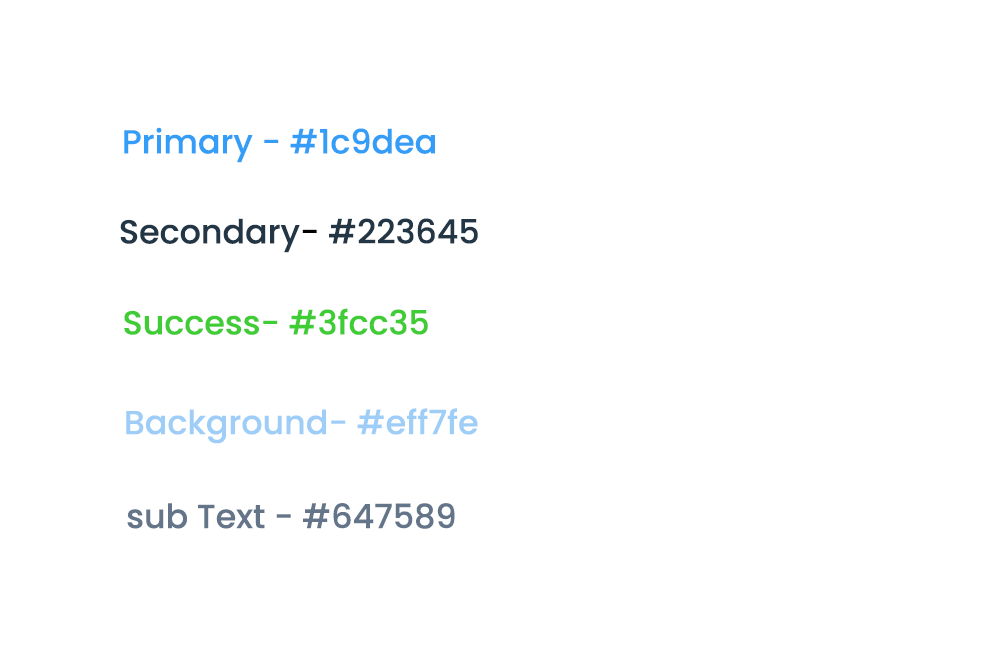 Primary - #1c9dea
Secondary- #223645
Success- #3fcc35
Background- #eff7fe
sub Text - #647589